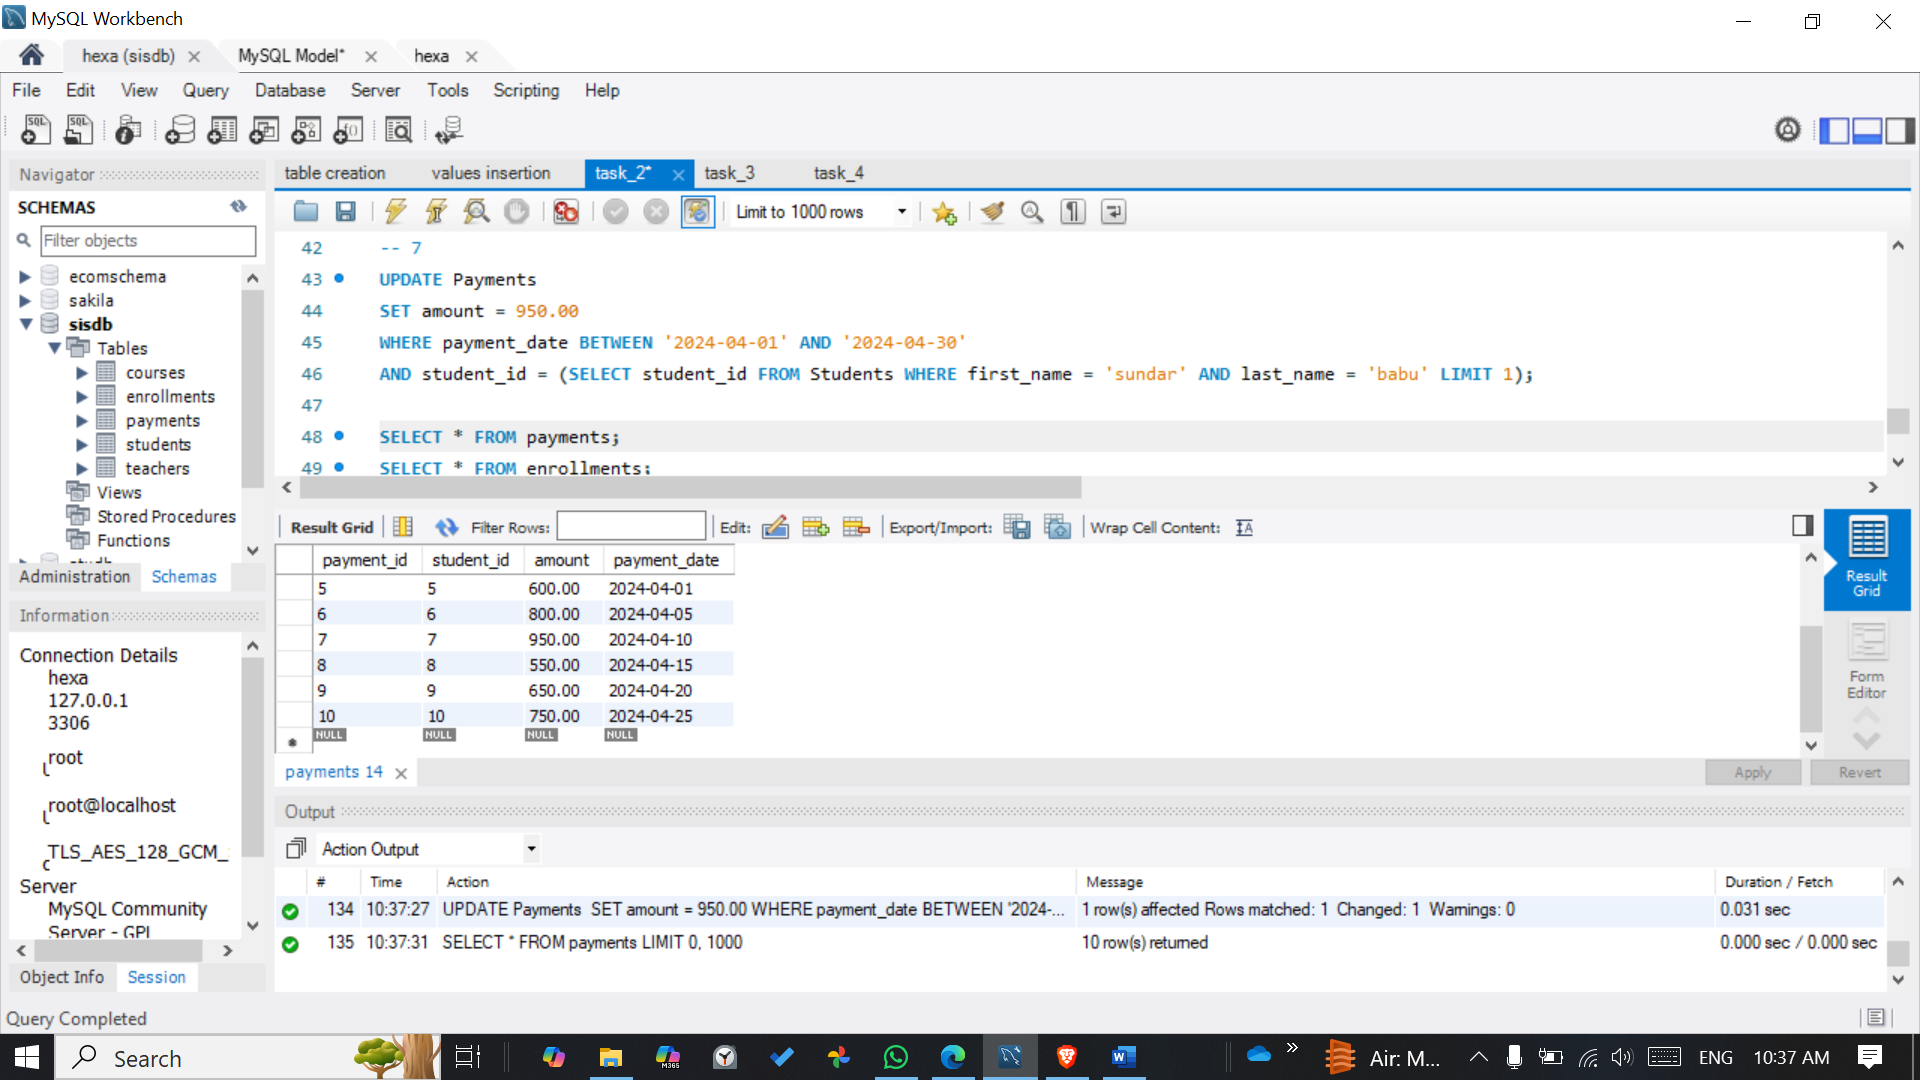 MySQL Workbench
hexa (sisdb)
MySQL Model*
hexa
File Edit View Query Database Server Tools Scripting Help
Navigator
SCHEMAS
Filter objects
ecomschema
sakila
sisdb
Tables
courses
enrollments
payments
students
teachers
Views
Stored Procedures
Functions
Administration Schemas
Information
Connection Details
hexa
127.0.0.1
3306
root
root@localhost
TLS_AES_128_GCM_
Server
MySQL Community
Server - GPL
Object Info Session
table creation values insertion task_2* task_3 task_4
Limit to 1000 rows
42 -- 7
43 UPDATE Payments
44 SET amount = 950.00
45 WHERE payment_date BETWEEN '2024-04-01' AND '2024-04-30'
46 AND student_id = (SELECT student_id FROM Students WHERE first_name = 'sundar' AND last_name = 'babu' LIMIT 1);
47
48 SELECT * FROM payments;
49 SELECT * FROM enrollments;
Result Grid Filter Rows: Edit: Export/Import: Wrap Cell Content:
payment_id student_id amount payment_date
5 5 600.00 2024-04-01
6 6 800.00 2024-04-05
7 7 950.00 2024-04-10
8 8 550.00 2024-04-15
9 9 650.00 2024-04-20
10 10 750.00 2024-04-25
NULL NULL NULL NULL
Result Grid
Form Editor
payments 14
Apply Revert
Output
Action Output
# Time Action Message Duration / Fetch
134 10:37:27 UPDATE Payments SET amount = 950.00 WHERE payment_date BETWEEN '2024-... 1 row(s) affected Rows matched: 1 Changed: 1 Warnings: 0 0.031 sec
135 10:37:31 SELECT * FROM payments LIMIT 0, 1000 10 row(s) returned 0.000 sec / 0.000 sec
Query Completed
Search
Air: M...
ENG
10:37 AM